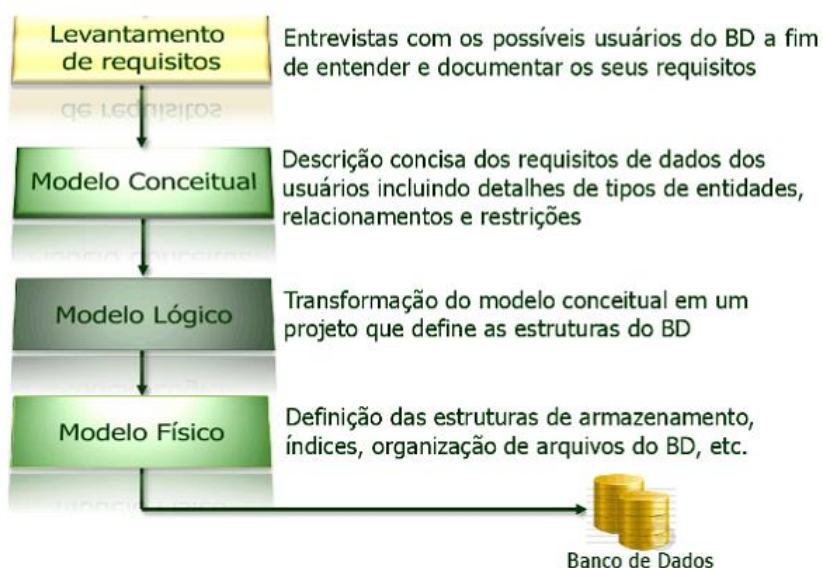 Levantamento
de requisitos
Entrevistas com os possíveis usuários do BD a fim
de entender e documentar os seus requisitos
Modelo Conceitual
Descrição concisa dos requisitos de dados dos
usuários incluindo detalhes de tipos de entidades,
relacionamentos e restrições
Modelo Lógico
Transformação do modelo conceitual em um
projeto que define as estruturas do BD
Modelo Físico
Definição das estruturas de armazenamento,
índices, organização de arquivos do BD, etc.
Banco de Dados